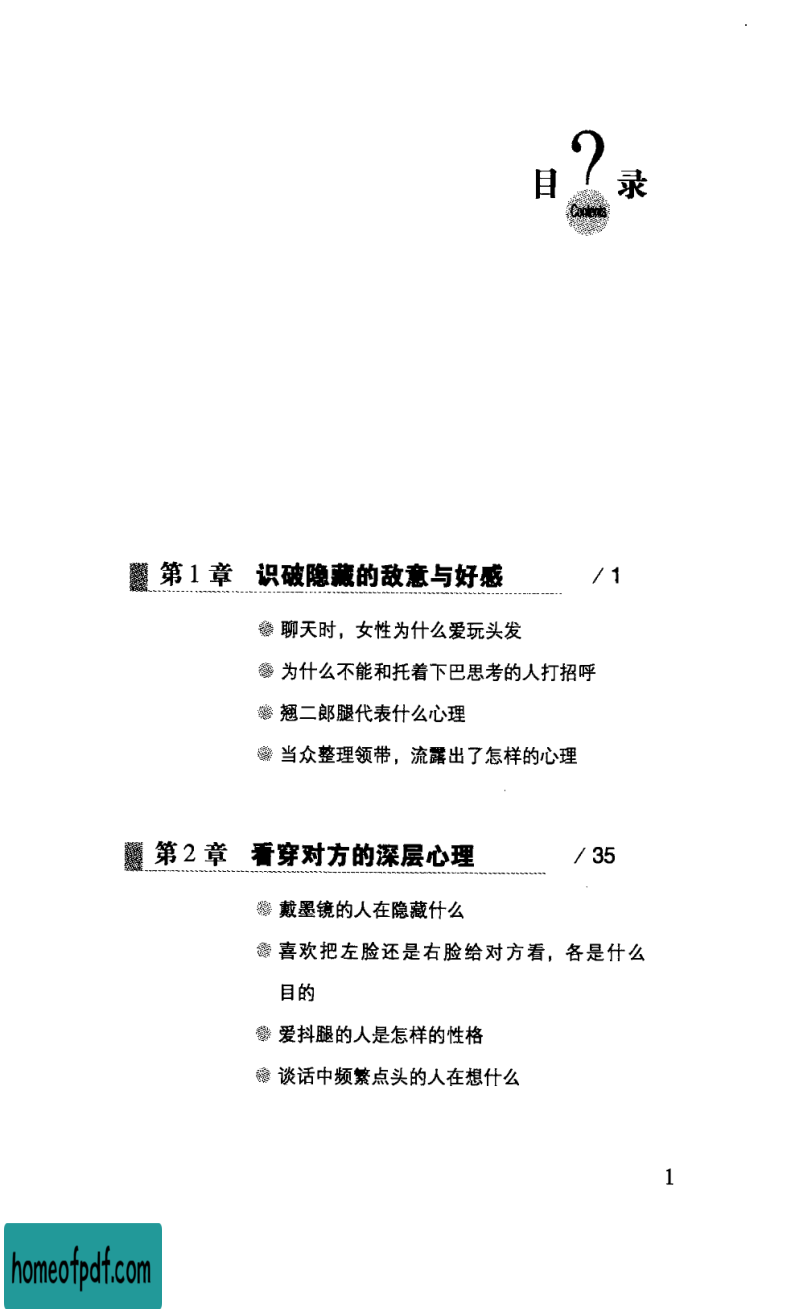 目?录
Contents
第1章 识破隐藏的敌意与好感 / 1
聊天时，女性为什么爱玩头发
为什么不能和托着下巴思考的人打招呼
翘二郎腿代表什么心理
当众整理领带，流露出了怎样的心理
第2章 看穿对方的深层心理 / 35
戴墨镜的人在隐藏什么
喜欢把左脸还是右脸给对方看，各是什么
目的
爱抖腿的人是怎样的性格
谈话中频繁点头的人在想什么
1
homeofpdf.com